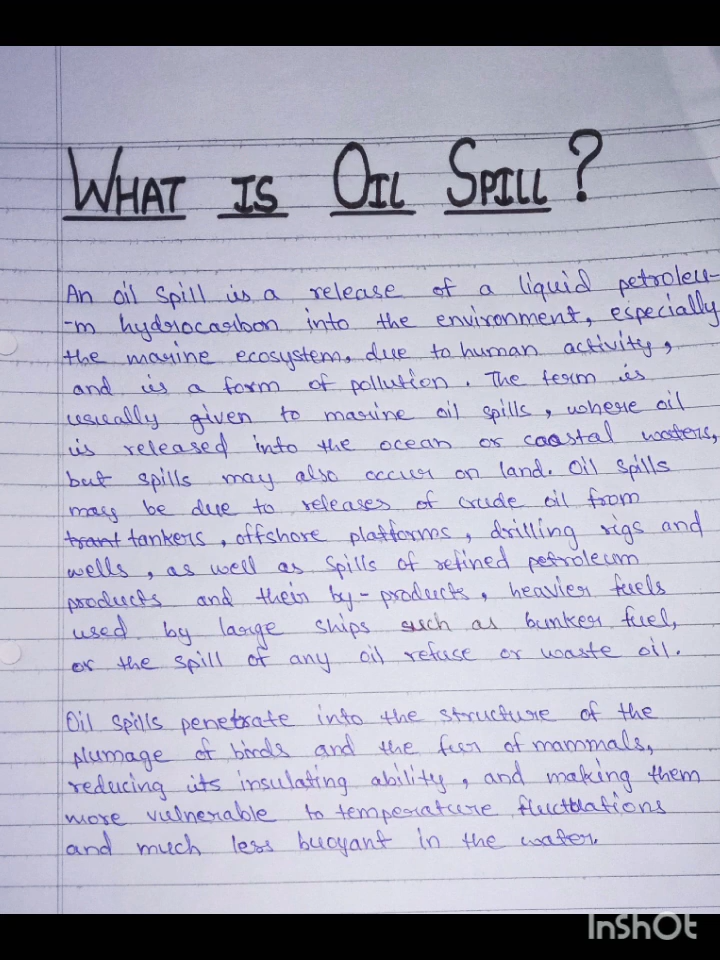 WHAT IS OIL SPILL ?
An oil spill is a release of a liquid petroleu-
-m hydrocarbon into the environment, especially
the marine ecosystem, due to human activity,
and is a form of pollution. The term is
usually given to marine oil spills, where oil
is released into the ocean or coastal waters,
but spills may also occur on land. Oil spills
may be due to releases of crude oil from
trant tankers, offshore platforms, drilling rigs and
wells, as well as spills of refined petroleum
products and their by-products, heavier fuels
used by large ships such as bunker fuel,
or the spill of any oil refuse or waste oil.
Oil spills penetrate into the structure of the
plumage of birds and the fur of mammals,
reducing its insulating ability, and making them
more vulnerable to temperature fluctuations
and much less buoyant in the water.
InShOt